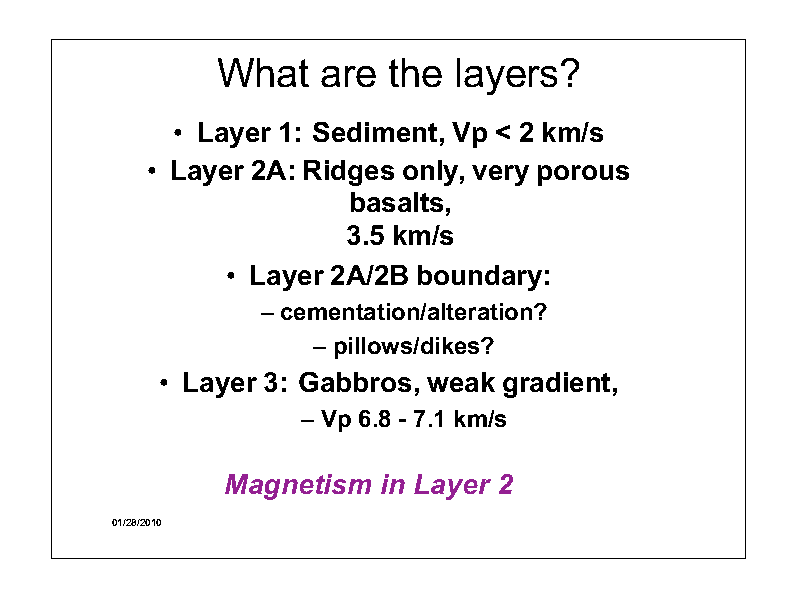 What are the layers?
• Layer 1: Sediment, Vp < 2 km/s
• Layer 2A: Ridges only, very porous
basalts,
3.5 km/s
• Layer 2A/2B boundary:
– cementation/alteration?
– pillows/dikes?
• Layer 3: Gabbros, weak gradient,
– Vp 6.8 - 7.1 km/s
Magnetism in Layer 2
01/28/2010